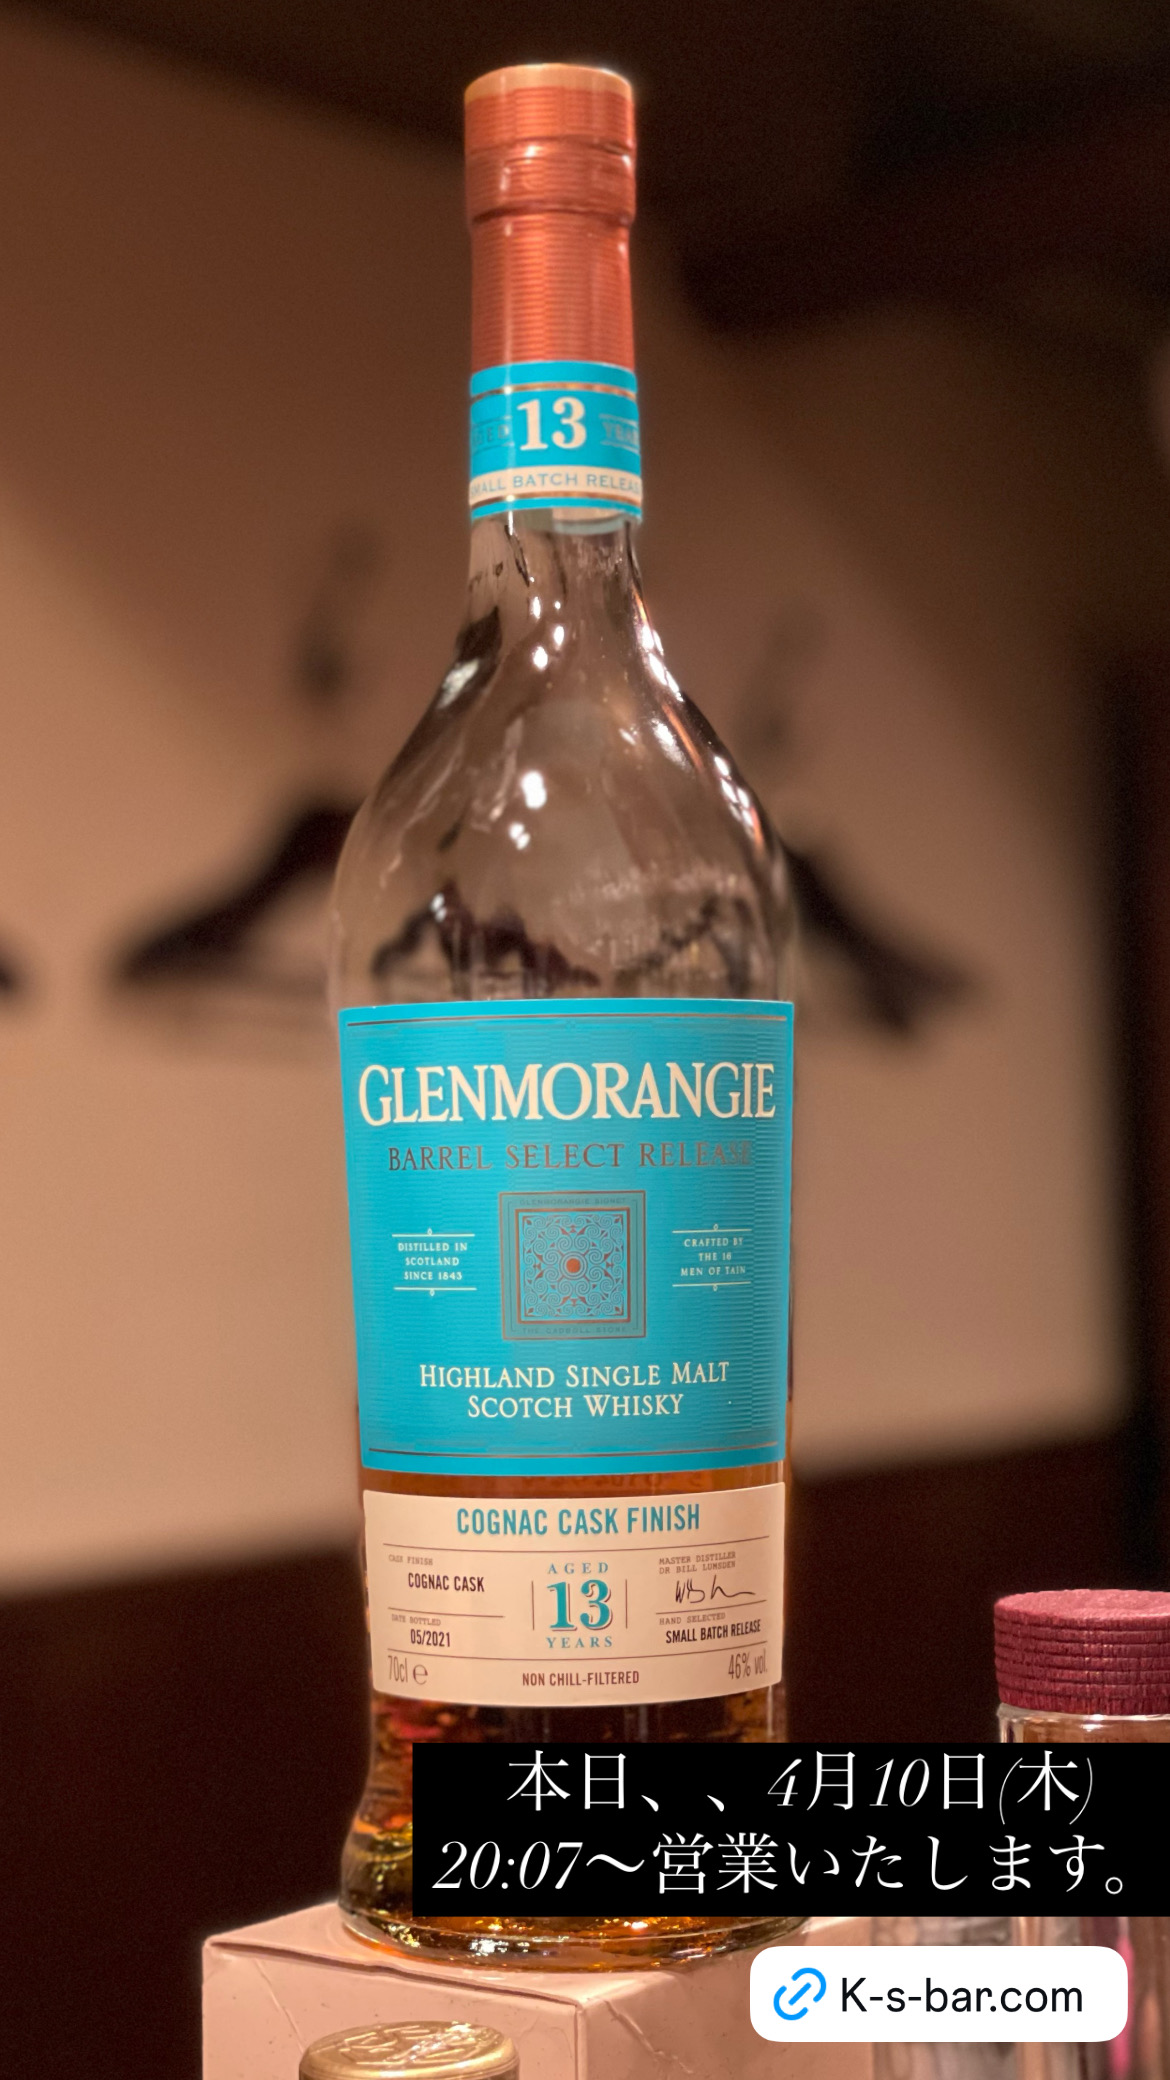 13
SMALL BATCH RELEASE
GLENMORANGIE
BARREL SELECT RELEASE
DISTILLED IN
SCOTLAND
SINCE 1843
CRAFTED BY
THE 16
MEN OF TAIN
HIGHLAND SINGLE MALT
SCOTCH WHISKY
COGNAC CASK FINISH
CASK FINISH
COGNAC CASK
DATE BOTTLED
05/2021
AGED
13
YEARS
MASTER DISTILLER
DR BILL LUMSDEN
HAND SELECTED
SMALL BATCH RELEASE
70cl e
NON CHILL-FILTERED
46% vol.
本日、、4月10日(木)
20:07〜営業いたします。
K-s-bar.com